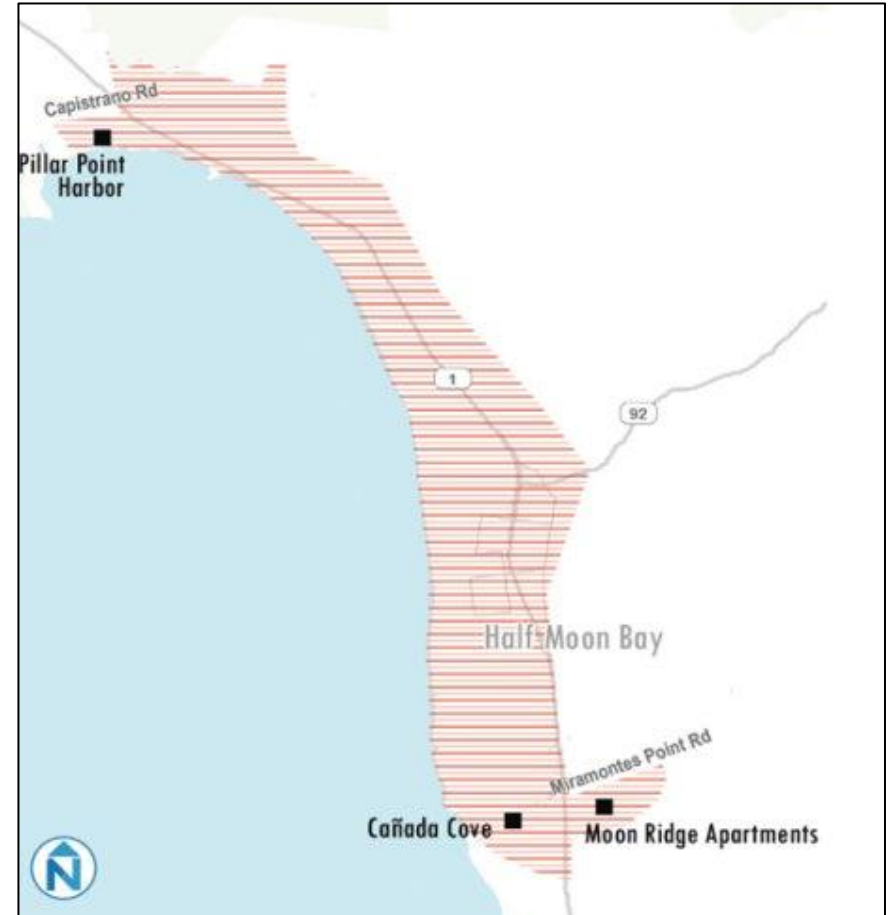 Capistrano Rd
Pillar Point
Harbor
1
92
Half Moon Bay
Miramontes Point Rd
Cañada Cove
Moon Ridge Apartments
N